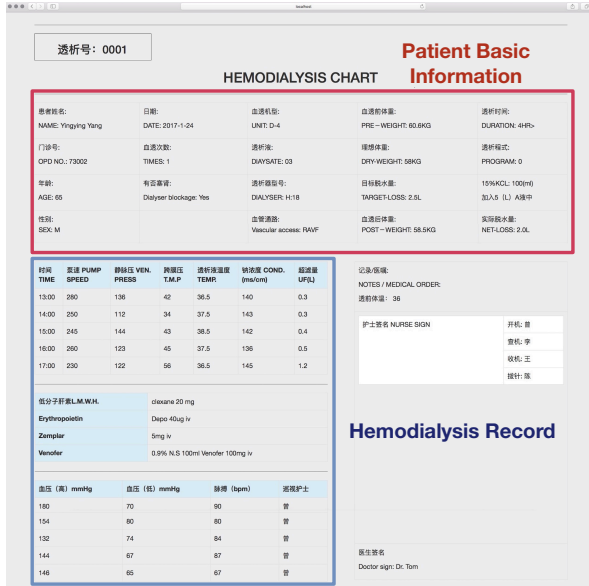 localhost
透析号：0001
Patient Basic Information
HEMODIALYSIS CHART
患者姓名:
NAME: Yingying Yang
日期:
DATE: 2017-1-24
血透机型:
UNIT: D-4
血透前体重:
PRE－WEIGHT: 60.6KG
透析时间:
DURATION: 4HR>
门诊号:
OPD NO.: 73002
血透次数:
TIMES: 1
透析液:
DIAYSATE: 03
理想体重:
DRY-WEIGHT: 58KG
透析程式:
PROGRAM: 0
年龄:
AGE: 65
有否塞肾:
Dialyser blockage: Yes
透析器型号:
DIALYSER: H:18
目标脱水量:
TARGET-LOSS: 2.5L
15%KCL: 100(ml)
加入5（L）A液中
性别:
SEX: M
血管通路:
Vascular access: RAVF
血透后体重:
POST－WEIGHT: 58.5KG
实际脱水量:
NET-LOSS: 2.0L
时间 TIME 泵速 PUMP SPEED 静脉压 VEN. PRESS 跨膜压 T.M.P 透析液温度 TEMP. 钠浓度 COND. (ms/cm) 超滤量 UF(L)
13:00 280 136 42 36.5 140 0.3
14:00 250 112 34 37.5 143 0.3
15:00 245 144 43 38.5 142 0.4
16:00 260 123 45 37.5 136 0.5
17:00 230 122 56 36.5 145 1.2
低分子肝素L.M.W.H. clexane 20 mg
Erythropoietin Depo 40ug iv
Zemplar 5mg iv
Venofer 0.9% N.S 100ml Venofer 100mg iv
血压（高）mmHg 血压（低）mmHg 脉搏（bpm） 巡视护士
180 70 90 曾
154 80 80 曾
132 74 84 曾
144 67 87 曾
146 65 67 曾
记录/医嘱:
NOTES / MEDICAL ORDER:
透前体温： 36
护士签名 NURSE SIGN
开机: 曾
查机: 李
收机: 王
拔针: 陈
Hemodialysis Record
医生签名
Doctor sign: Dr. Tom